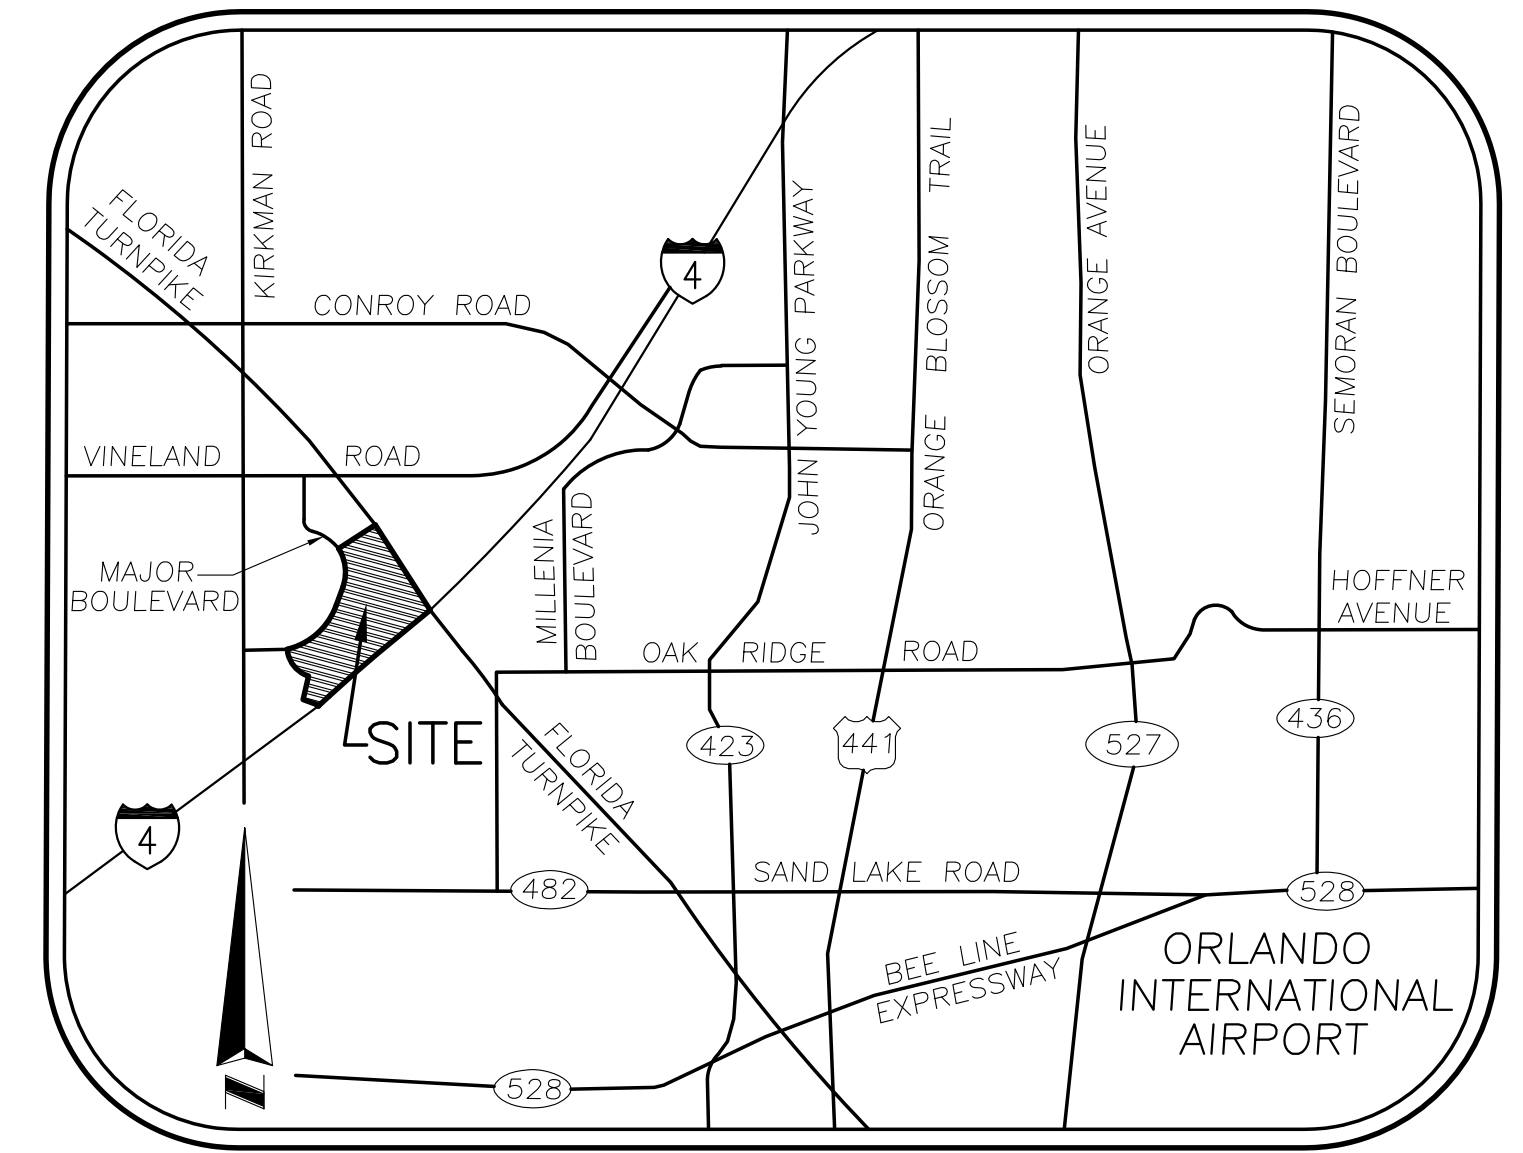 KIRKMAN ROAD
FLORIDA
TURNPIKE
CONROY ROAD
4
JOHN YOUNG PARKWAY
ORANGE BLOSSOM TRAIL
ORANGE AVENUE
SEMORAN BOULEVARD
VINELAND ROAD
MAJOR
BOULEVARD
MILLENIA
BOULEVARD
HOFFNER
AVENUE
OAK RIDGE ROAD
SITE
423
441
527
436
FLORIDA
TURNPIKE
4
482
SAND LAKE ROAD
528
BEE LINE
EXPRESSWAY
ORLANDO
INTERNATIONAL
AIRPORT
528
N